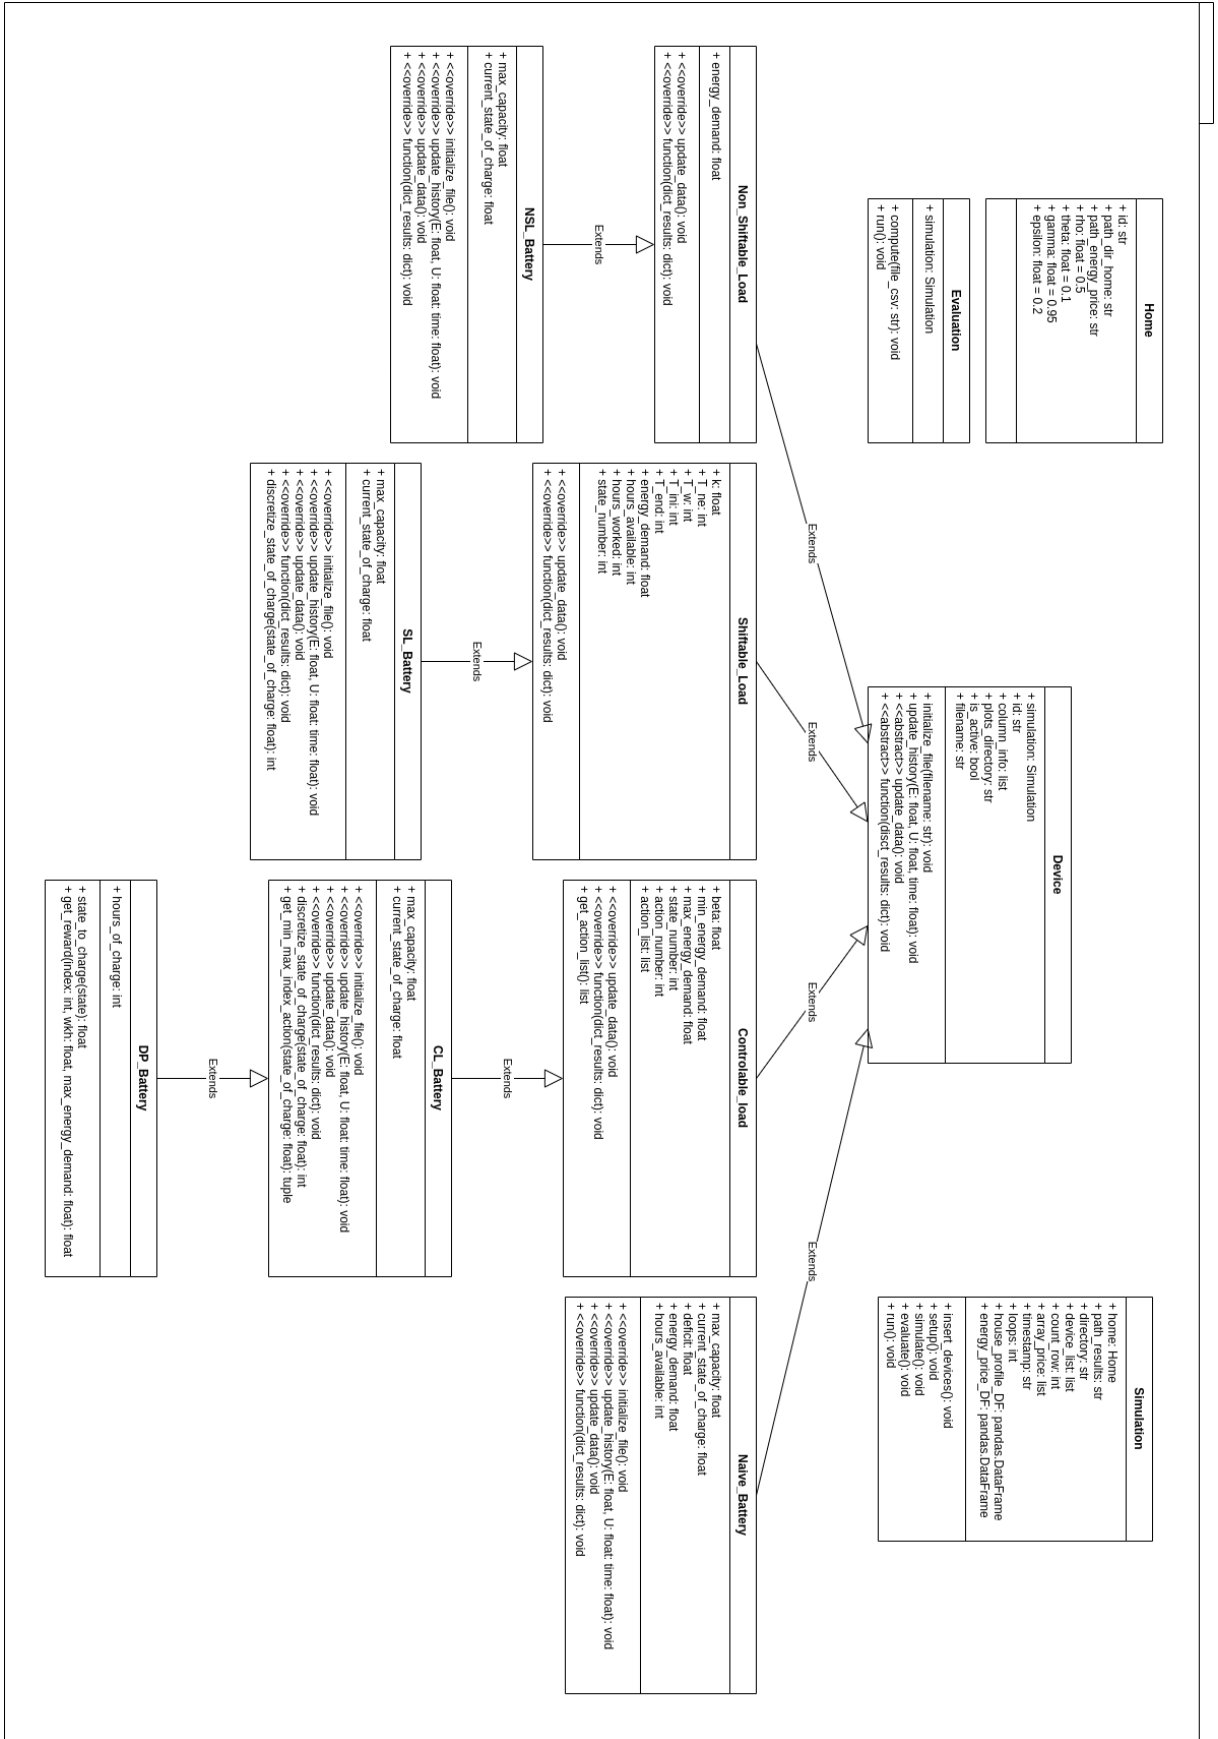 Home
+ id: str
+ path_dir_home: str
+ path_energy_price: str
+ rho: float = 0.5
+ theta: float = 0.1
+ gamma: float = 0.95
+ epsilon: float = 0.2
Evaluation
+ simulation: Simulation
+ compute(file_csv: str): void
+ run(): void
Device
+ simulation: Simulation
+ id: str
+ column_info: list
+ plots_directory: str
+ is_active: bool
+ filename: str
+ initialize_file(filename: str): void
+ update_history(E: float, U: float, time: float): void
+ <<abstract>> update_data(): void
+ <<abstract>> function(disct_results: dict): void
Simulation
+ home: Home
+ path_results: str
+ directory: str
+ device_list: list
+ count_row: int
+ array_price: list
+ timestamp: str
+ loops: int
+ house_profile_DF: pandas.DataFrame
+ energy_price_DF: pandas.DataFrame
+ insert_devices(): void
+ setup(): void
+ simulate(): void
+ evaluate(): void
+ run(): void
Extends
Extends
Extends
Extends
Non_Shiftable_Load
+ energy_demand: float
+ <<override>> update_data(): void
+ <<override>> function(dict_results: dict): void
Shiftable_Load
+ k: float
+ T_ne: int
+ T_w: int
+ T_ini: int
+ T_end: int
+ energy_demand: float
+ hours_available: int
+ hours_worked: int
+ state_number: int
+ <<override>> update_data(): void
+ <<override>> function(dict_results: dict): void
Controlable_load
+ beta: float
+ min_energy_demand: float
+ max_energy_demand: float
+ state_number: int
+ action_number: int
+ action_list: list
+ <<override>> update_data(): void
+ <<override>> function(dict_results: dict): void
+ get_action_list(): list
Naive_Battery
+ max_capacity: float
+ current_state_of_charge: float
+ deficit: float
+ energy_demand: float
+ hours_available: int
+ <<override>> initialize_file(): void
+ <<override>> update_history(E: float, U: float: time: float): void
+ <<override>> update_data(): void
+ <<override>> function(dict_results: dict): void
Extends
Extends
Extends
NSL_Battery
+ max_capacity: float
+ current_state_of_charge: float
+ <<override>> initialize_file(): void
+ <<override>> update_history(E: float, U: float: time: float): void
+ <<override>> update_data(): void
+ <<override>> function(dict_results: dict): void
SL_Battery
+ max_capacity: float
+ current_state_of_charge: float
+ <<override>> initialize_file(): void
+ <<override>> update_history(E: float, U: float: time: float): void
+ <<override>> update_data(): void
+ <<override>> function(dict_results: dict): void
+ discretize_state_of_charge(state_of_charge: float): int
CL_Battery
+ max_capacity: float
+ current_state_of_charge: float
+ <<override>> initialize_file(): void
+ <<override>> update_history(E: float, U: float: time: float): void
+ <<override>> update_data(): void
+ <<override>> function(dict_results: dict): void
+ discretize_state_of_charge(state_of_charge: float): int
+ get_min_max_index_action(state_of_charge: float): tuple
Extends
DP_Battery
+ hours_of_charge: int
+ state_to_charge(state): float
+ get_reward(index: int, wkh: float, max_energy_demand: float): float